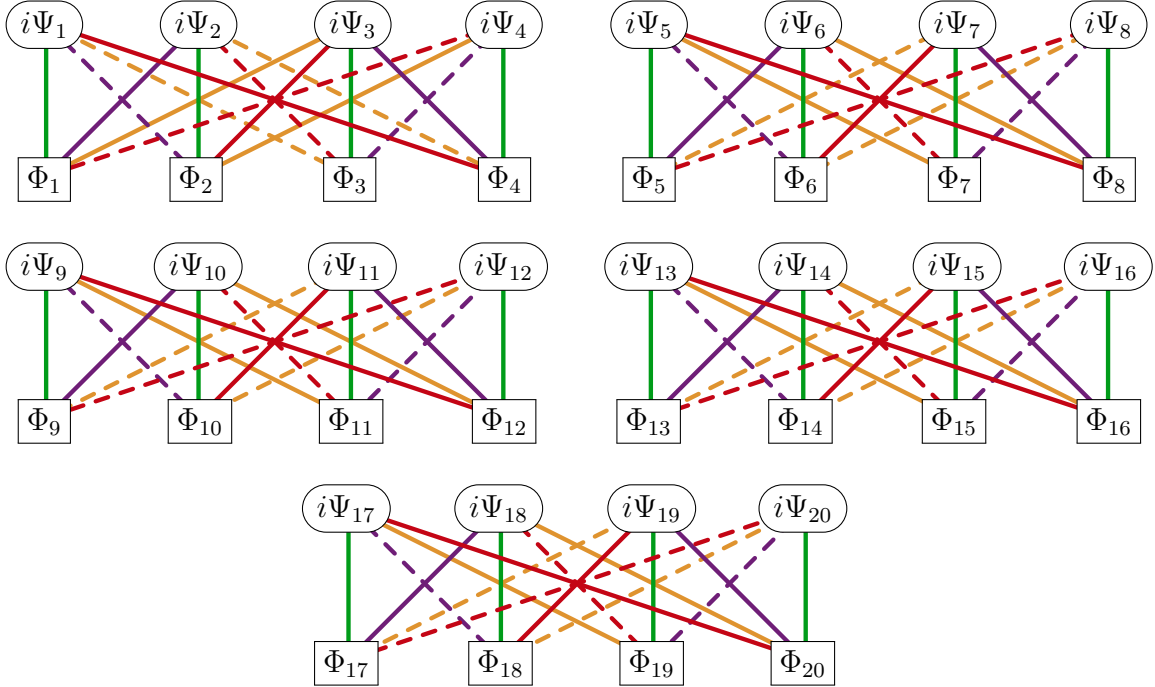 iΨ₁ iΨ₂ iΨ₃ iΨ₄ iΨ₅ iΨ₆ iΨ₇ iΨ₈
Φ₁ Φ₂ Φ₃ Φ₄ Φ₅ Φ₆ Φ₇ Φ₈
iΨ₉ iΨ₁₀ iΨ₁₁ iΨ₁₂ iΨ₁₃ iΨ₁₄ iΨ₁₅ iΨ₁₆
Φ₉ Φ₁₀ Φ₁₁ Φ₁₂ Φ₁₃ Φ₁₄ Φ₁₅ Φ₁₆
iΨ₁₇ iΨ₁₈ iΨ₁₉ iΨ₂₀
Φ₁₇ Φ₁₈ Φ₁₉ Φ₂₀